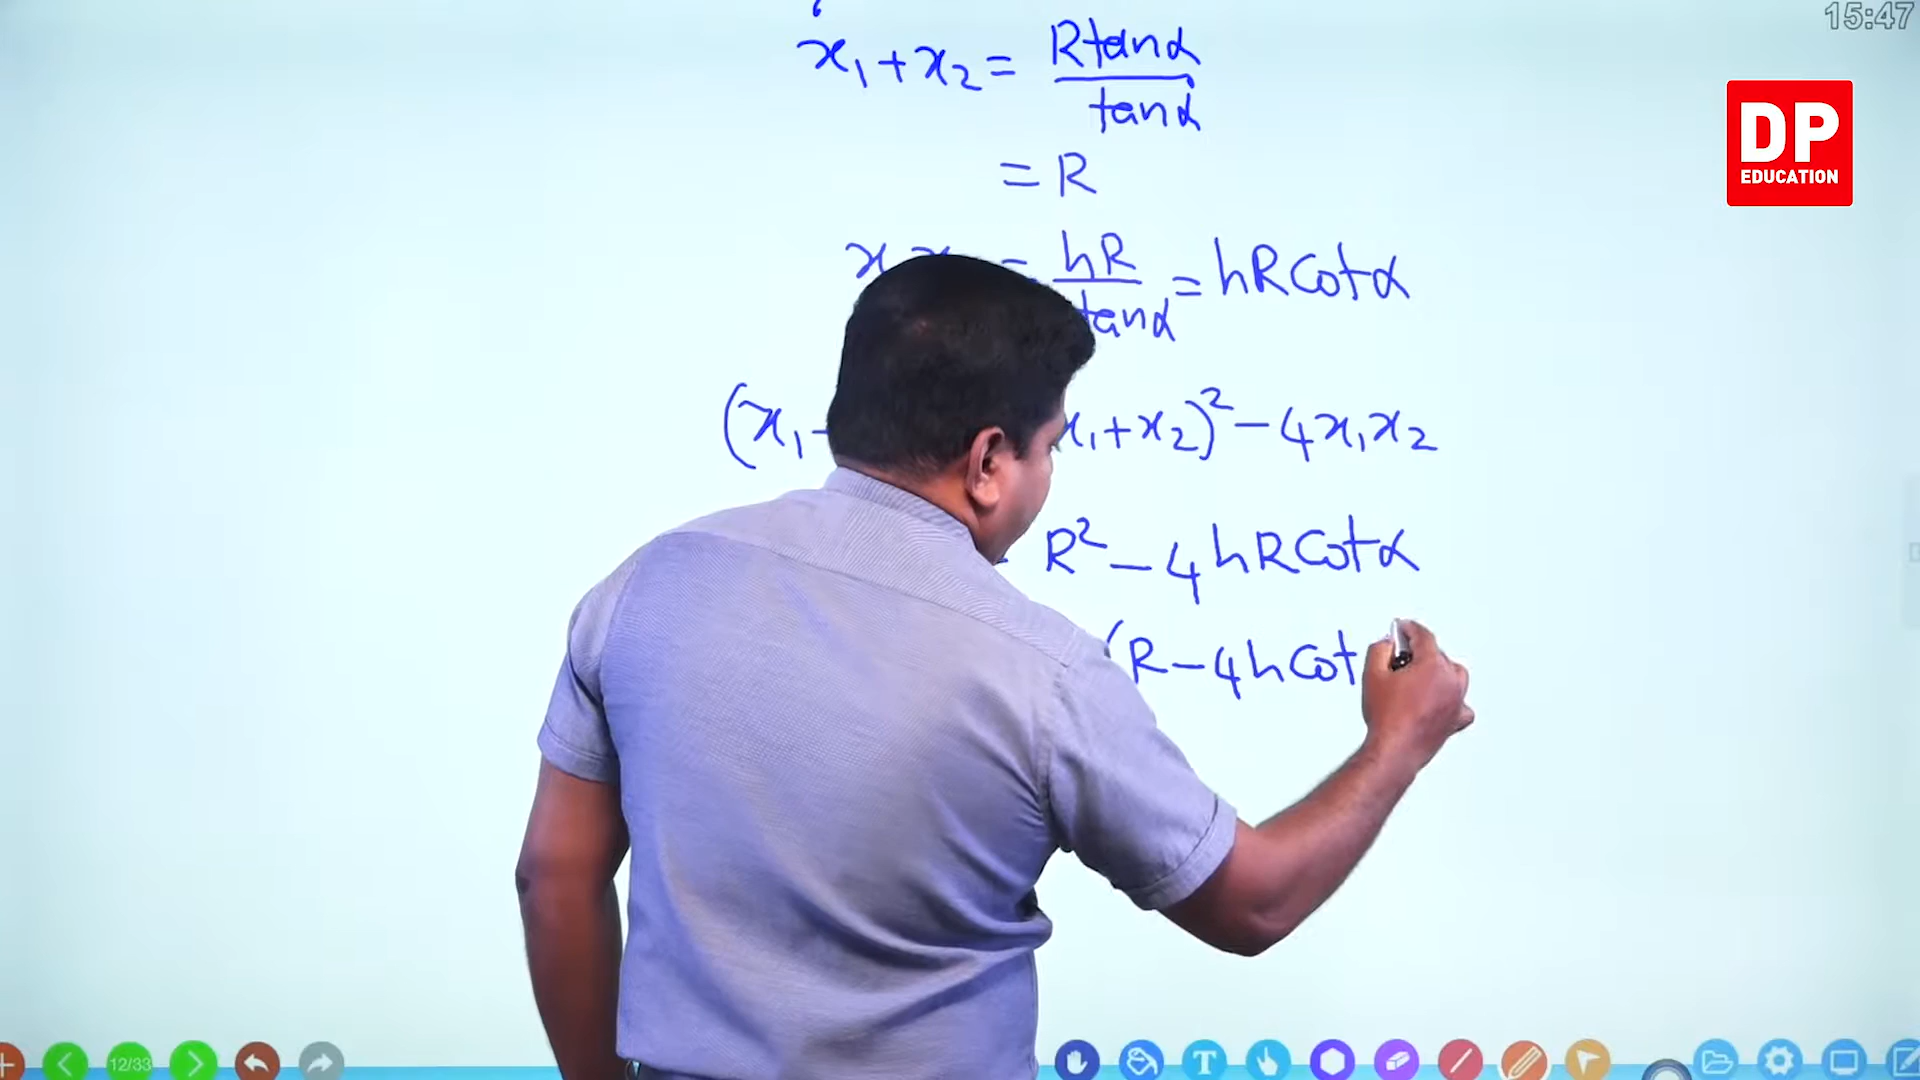 15:47
x₁+x₂ = Rtanα
tanα
DP
EDUCATION
= R
= hR = hRCotα
tanα
(x₁- x₁+x₂)² - 4x₁x₂
R² - 4hRCotα
(R - 4hCot
12/33
T